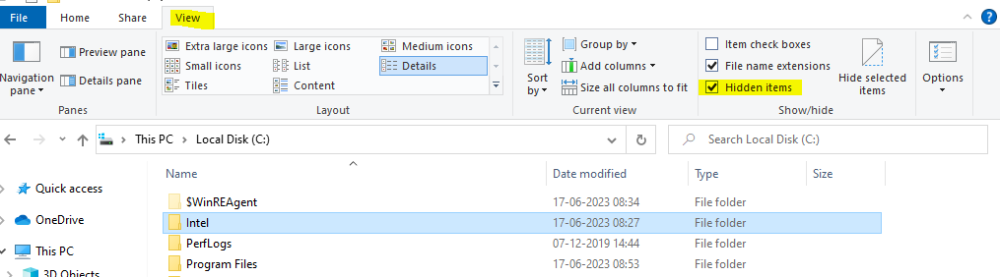 File Home Share View
Extra large icons Large icons Medium icons
Small icons List Details
Tiles Content
Preview pane
Details pane
Navigation
pane
Panes
Layout
Sort
by
Group by
Add columns
Size all columns to fit
Current view
Item check boxes
File name extensions
Hidden items
Hide selected
items
Show/hide
Options
This PC > Local Disk (C:)
Search Local Disk (C:)
Name Date modified Type Size
Quick access
OneDrive
This PC
3D Objects
$WinREAgent 17-06-2023 08:34 File folder
Intel 17-06-2023 08:27 File folder
PerfLogs 07-12-2019 14:44 File folder
Program Files 17-06-2023 08:53 File folder